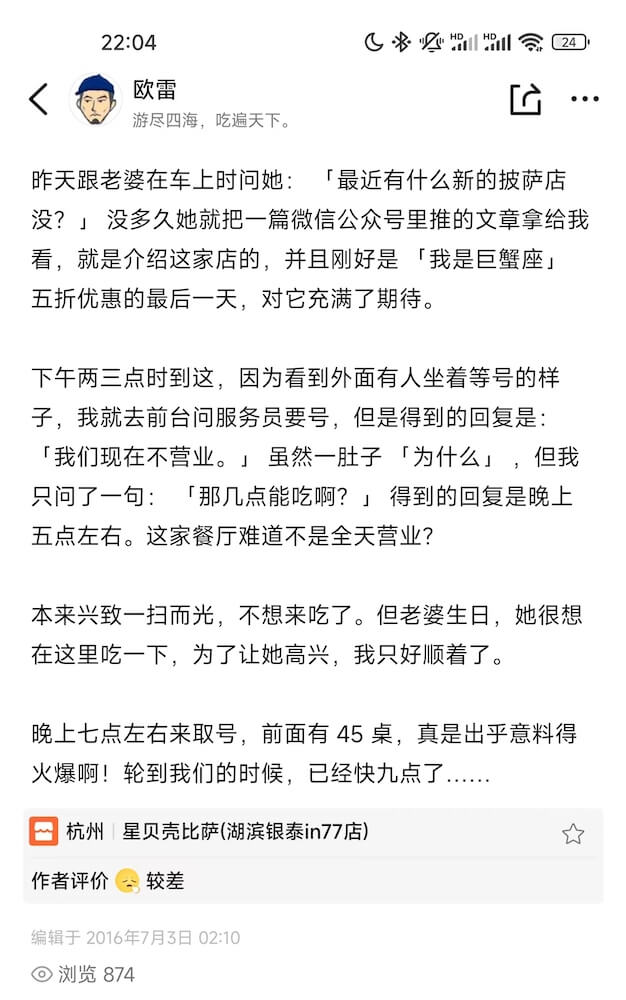 22:04
HD HD 24
欧雷
游尽四海，吃遍天下。
昨天跟老婆在车上时问她：「最近有什么新的披萨店
没？」没多久她就把一篇微信公众号里推的文章拿给我
看，就是介绍这家店的，并且刚好是「我是巨蟹座」
五折优惠的最后一天，对它充满了期待。
下午两三点时到这，因为看到外面有人坐着等号的样
子，我就去前台问服务员要号，但是得到的回复是：
「我们现在不营业。」虽然一肚子「为什么」，但我
只问了一句：「那几点能吃啊？」得到的回复是晚上
五点左右。这家餐厅难道不是全天营业？
本来兴致一扫而光，不想来吃了。但老婆生日，她很想
在这里吃一下，为了让她高兴，我只好顺着了。
晚上七点左右来取号，前面有 45 桌，真是出乎意料得
火爆啊！轮到我们的时候，已经快九点了……
杭州 | 星贝壳比萨(湖滨银泰in77店)
作者评价 😞 较差
编辑于 2016年7月3日 02:10
浏览 874